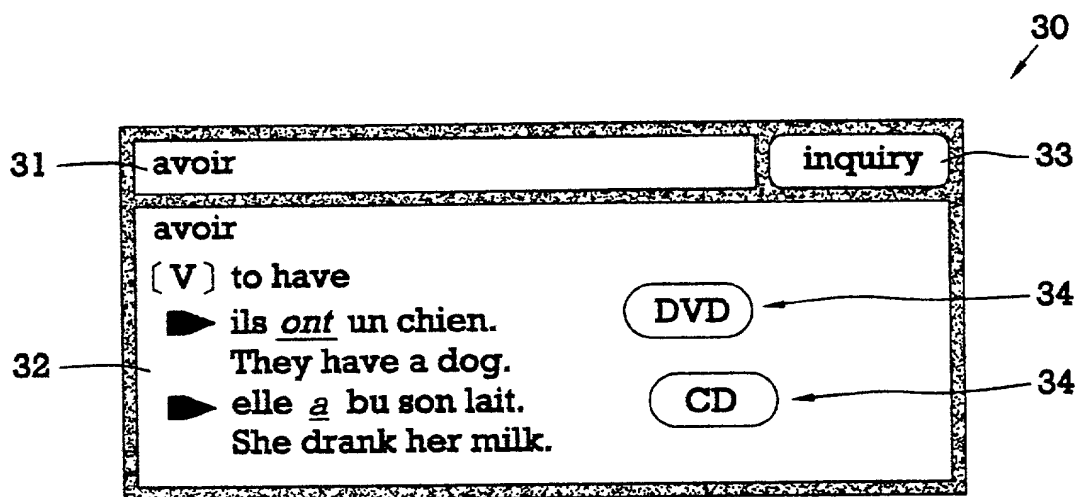 30
31 avoir inquiry 33
avoir
[V] to have
ils ont un chien. DVD 34
They have a dog.
32
elle a bu son lait. CD 34
She drank her milk.